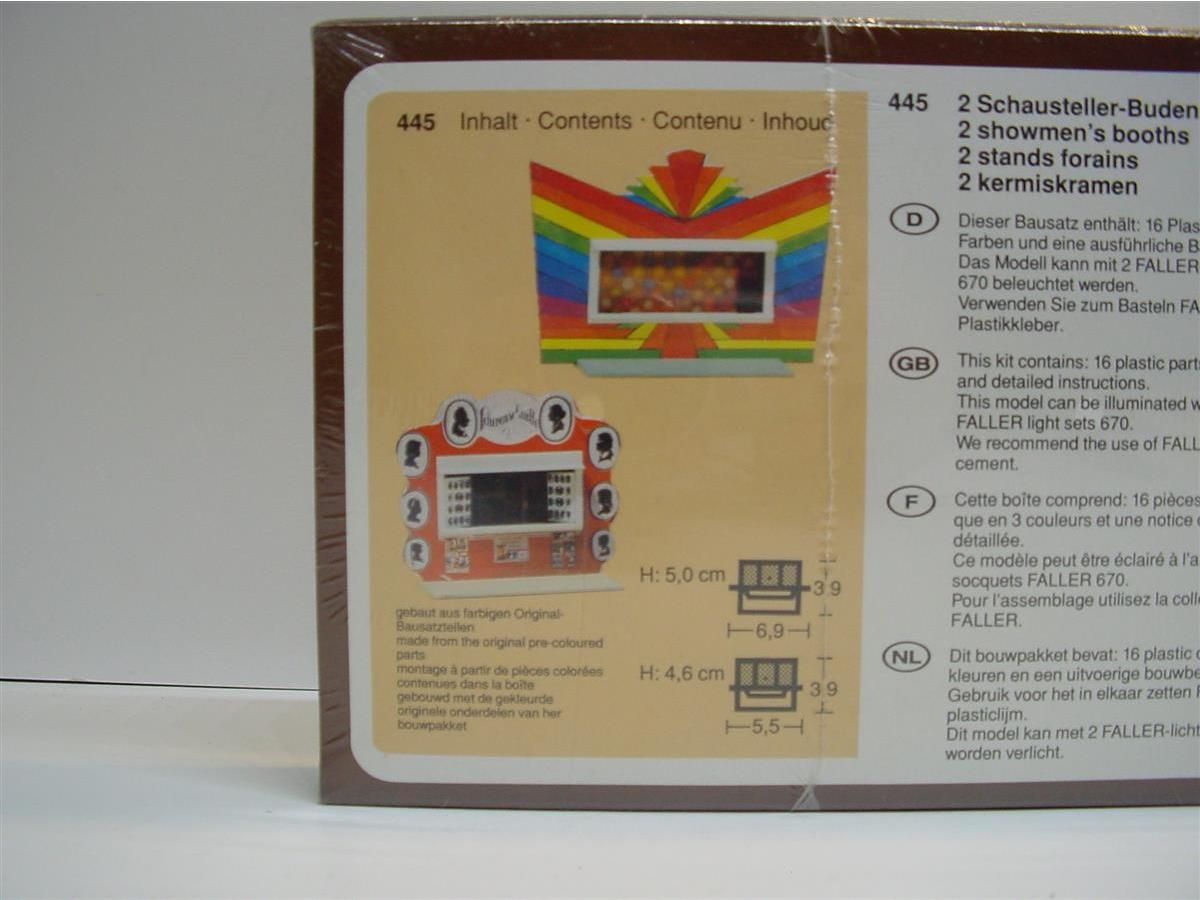 445 Inhalt · Contents · Contenu · Inhoud
H: 5,0 cm
3,9
6,9
H: 4,6 cm
3,9
5,5
gebaut aus farbigen Original-
Bausatzteilen
made from the original pre-coloured
parts
montage à partir de pièces colorées
contenues dans la boîte
gebouwd met de gekleurde
originele onderdelen van her
bouwpakket
445 2 Schausteller-Buden
2 showmen's booths
2 stands forains
2 kermiskramen
D
Dieser Bausatz enthält: 16 Plas
Farben und eine ausführliche B
Das Modell kann mit 2 FALLER
670 beleuchtet werden.
Verwenden Sie zum Basteln FA
Plastikkleber.
GB
This kit contains: 16 plastic part
and detailed instructions.
This model can be illuminated w
FALLER light sets 670.
We recommend the use of FALL
cement.
F
Cette boîte comprend: 16 pièces
que en 3 couleurs et une notice
détaillée.
Ce modèle peut être éclairé à l'a
socquets FALLER 670.
Pour l'assemblage utilisez la coll
FALLER.
NL
Dit bouwpakket bevat: 16 plastic
kleuren en een uitvoerige bouwbe
Gebruik voor het in elkaar zetten
plasticlijm.
Dit model kan met 2 FALLER-licht
worden verlicht.